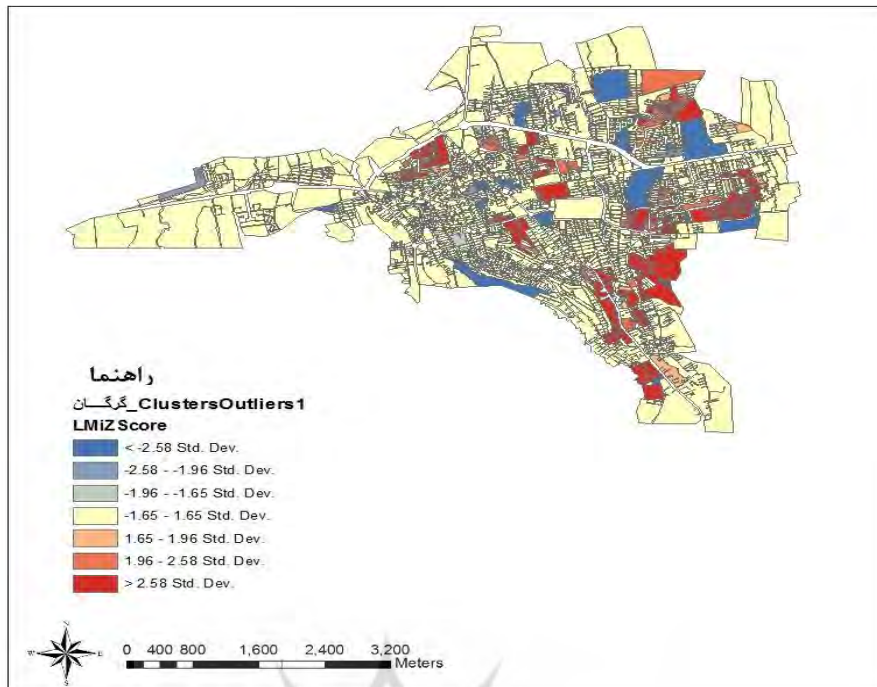 راهنما
گرگـــان_ClustersOutliers1
LMiZScore
< -2.58 Std. Dev.
-2.58 - -1.96 Std. Dev.
-1.96 - -1.65 Std. Dev.
-1.65 - 1.65 Std. Dev.
1.65 - 1.96 Std. Dev.
1.96 - 2.58 Std. Dev.
> 2.58 Std. Dev.
N
W E
S
0 400 800 1,600 2,400 3,200
Meters